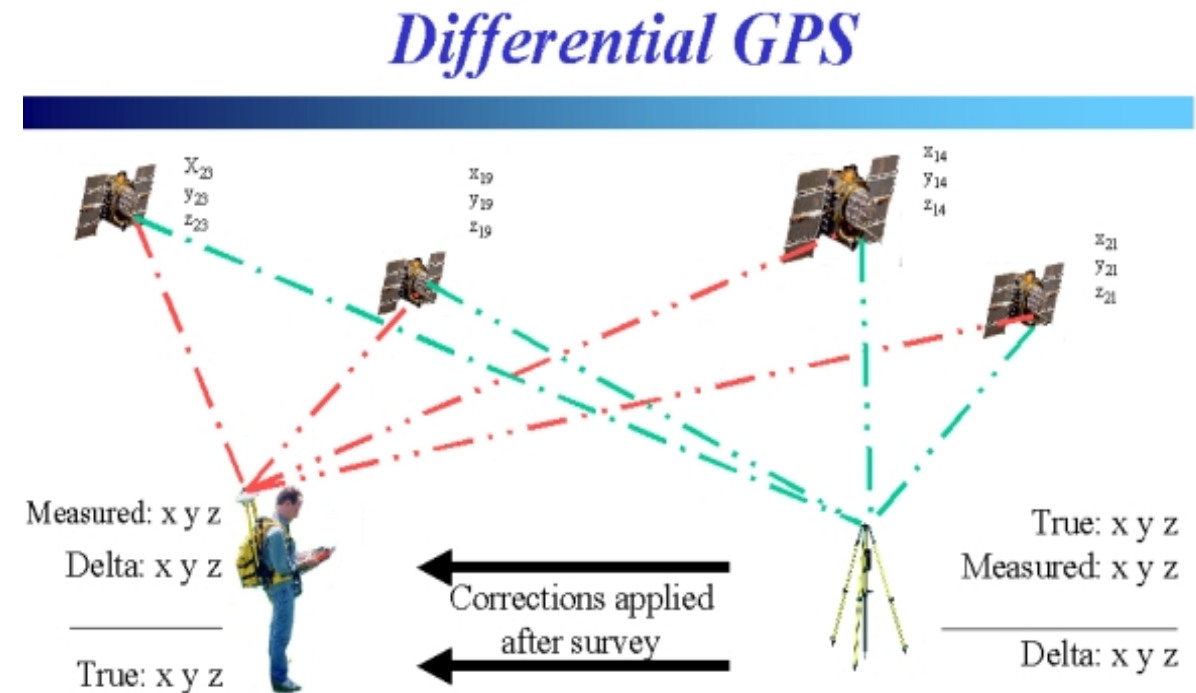 Differential GPS
X23
y23
z23
x19
y19
z19
x14
y14
z14
x21
y21
z21
Measured: x y z
Delta: x y z
True: x y z
Corrections applied
after survey
True: x y z
Measured: x y z
Delta: x y z